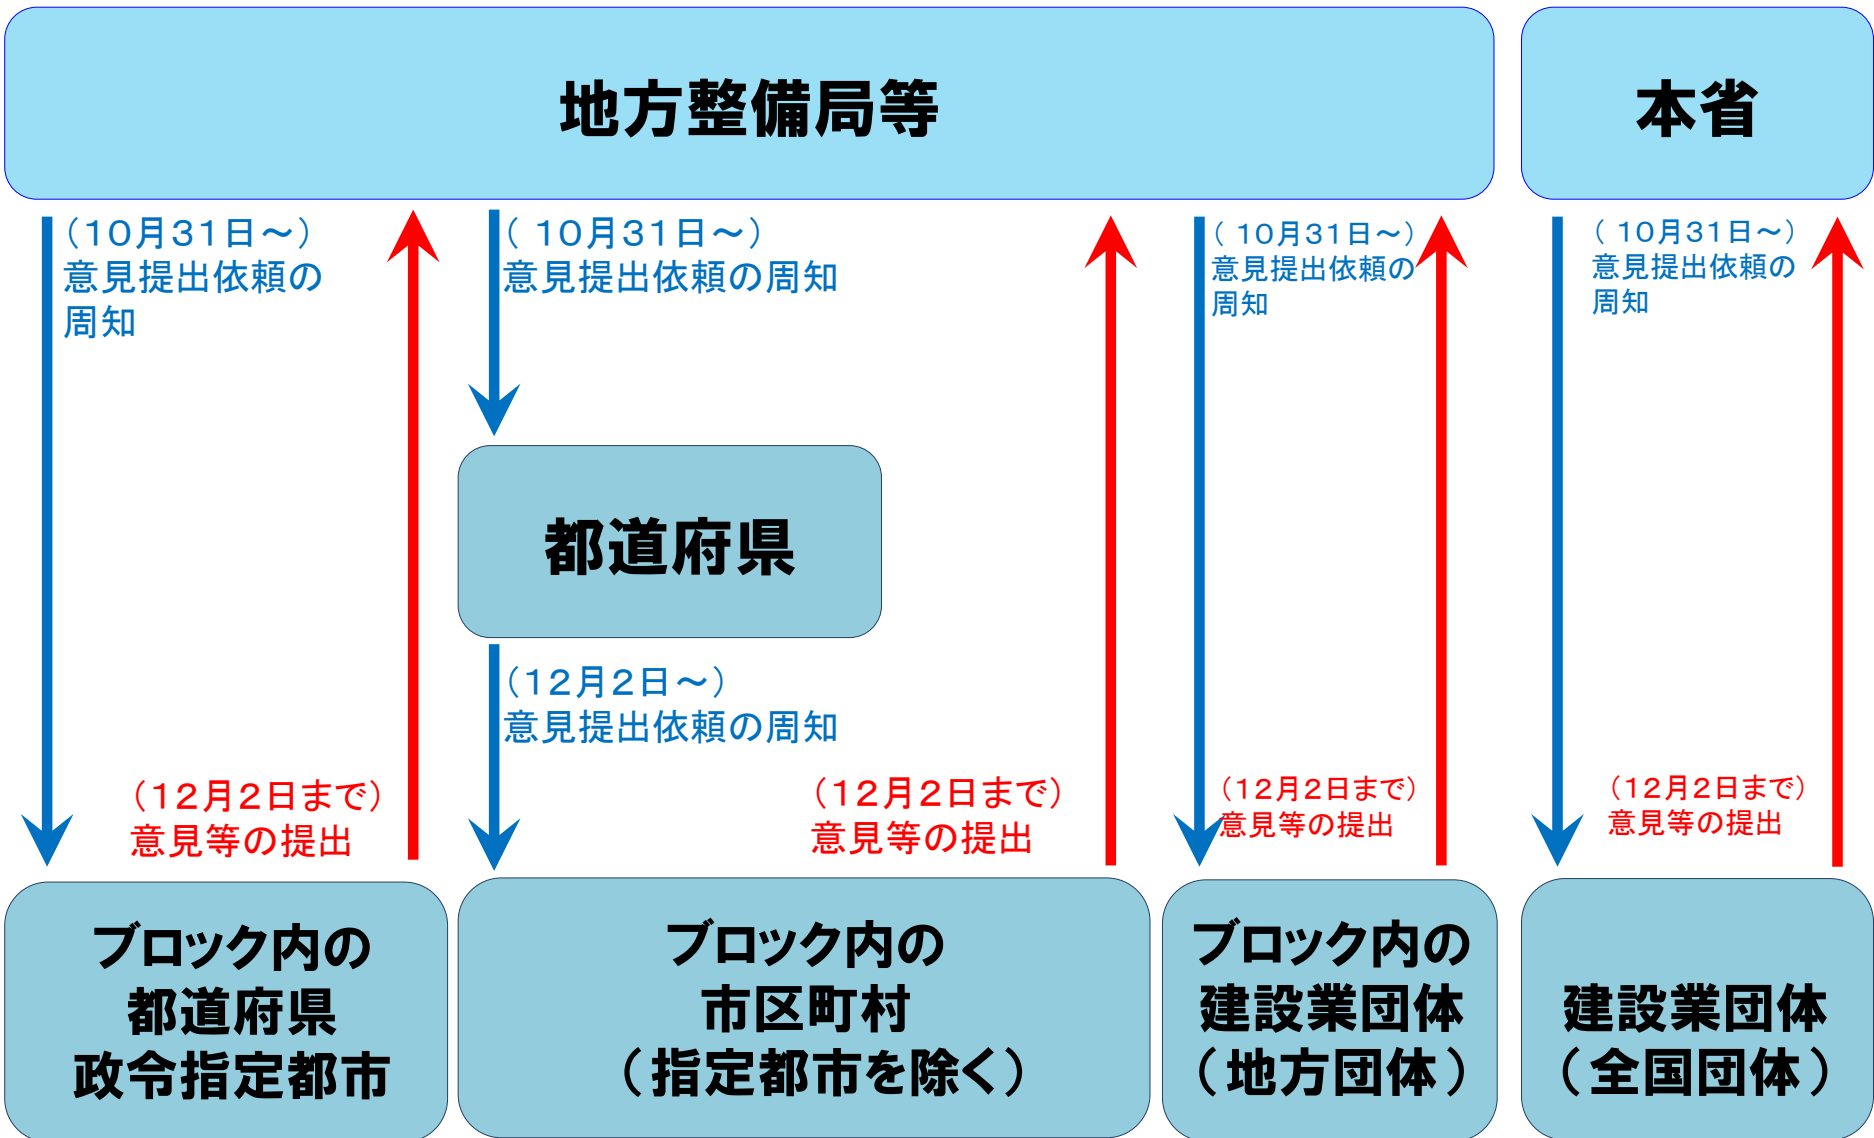 地方整備局等
本省
（１０月３１日～）
意見提出依頼の
周知
（ １０月３１日～）
意見提出依頼の周知
（ １０月３１日～）
意見提出依頼の
周知
（ １０月３１日～）
意見提出依頼の
周知
都道府県
（１２月２日～）
意見提出依頼の周知
（１２月２日まで）
意見等の提出
（１２月２日まで）
意見等の提出
（１２月２日まで）
意見等の提出
（１２月２日まで）
意見等の提出
ブロック内の
都道府県
政令指定都市
ブロック内の
市区町村
（指定都市を除く）
ブロック内の
建設業団体
（地方団体）
建設業団体
（全国団体）